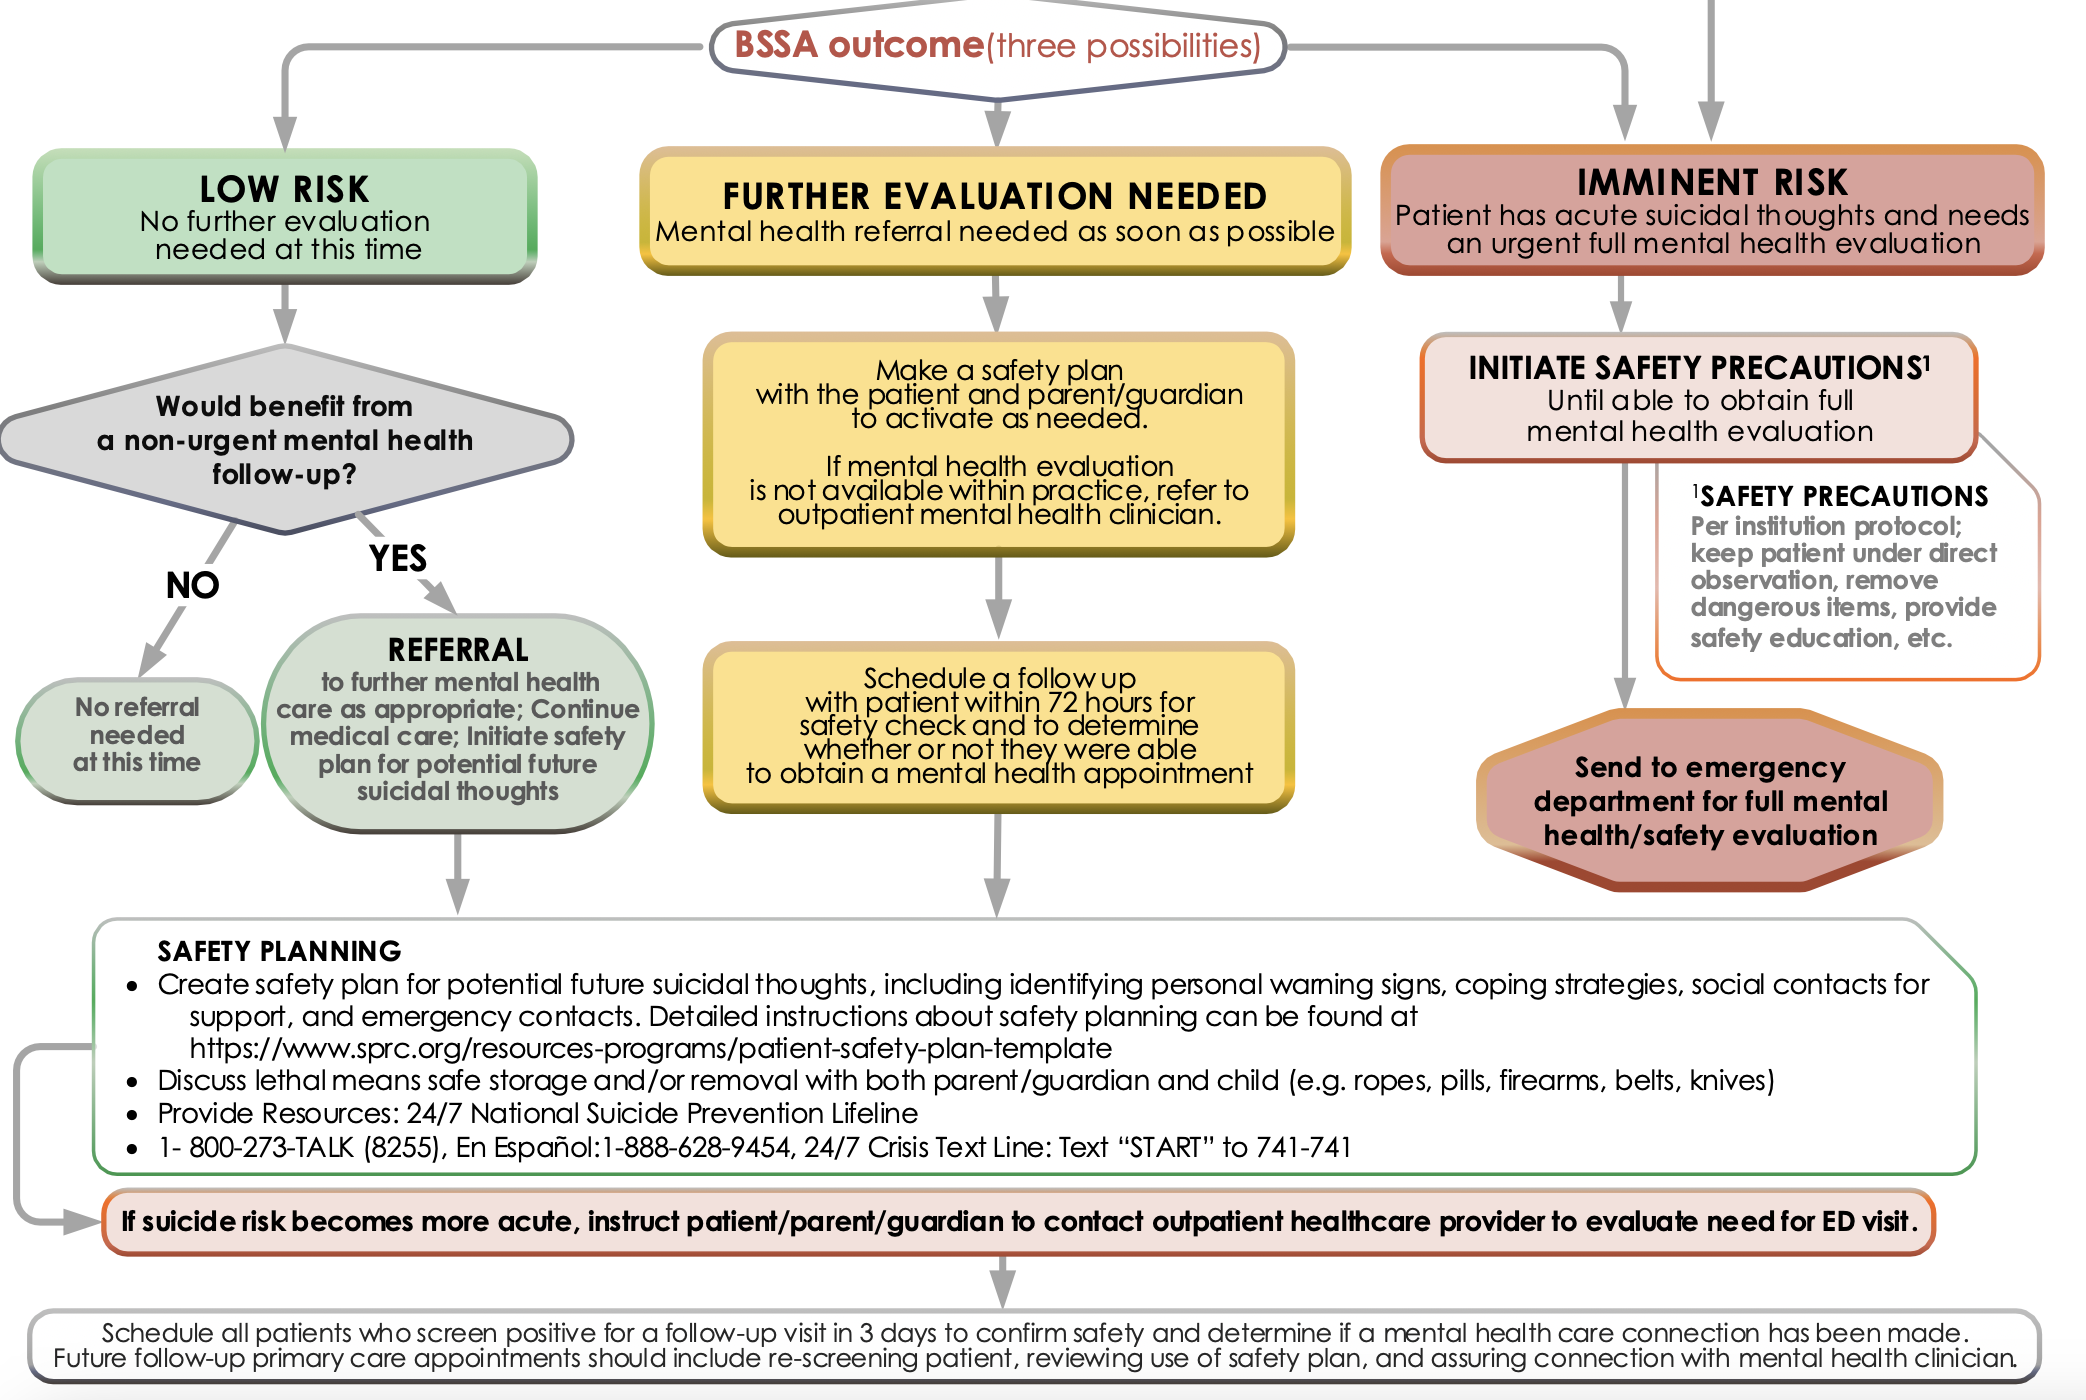 BSSA outcome(three possibilities)
LOW RISK
No further evaluation
needed at this time
FURTHER EVALUATION NEEDED
Mental health referral needed as soon as possible
IMMINENT RISK
Patient has acute suicidal thoughts and needs
an urgent full mental health evaluation
Would benefit from
a non-urgent mental health
follow-up?
NO
YES
No referral
needed
at this time
REFERRAL
to further mental health
care as appropriate; Continue
medical care; Initiate safety
plan for potential future
suicidal thoughts
Make a safety plan
with the patient and parent/guardian
to activate as needed.
If mental health evaluation
is not available within practice, refer to
outpatient mental health clinician.
Schedule a follow up
with patient within 72 hours for
safety check and to determine
whether or not they were able
to obtain a mental health appointment
INITIATE SAFETY PRECAUTIONS¹
Until able to obtain full
mental health evaluation
¹SAFETY PRECAUTIONS
Per institution protocol;
keep patient under direct
observation, remove
dangerous items, provide
safety education, etc.
Send to emergency
department for full mental
health/safety evaluation
SAFETY PLANNING
• Create safety plan for potential future suicidal thoughts, including identifying personal warning signs, coping strategies, social contacts for
support, and emergency contacts. Detailed instructions about safety planning can be found at
https://www.sprc.org/resources-programs/patient-safety-plan-template
• Discuss lethal means safe storage and/or removal with both parent/guardian and child (e.g. ropes, pills, firearms, belts, knives)
• Provide Resources: 24/7 National Suicide Prevention Lifeline
• 1- 800-273-TALK (8255), En Español:1-888-628-9454, 24/7 Crisis Text Line: Text “START” to 741-741
If suicide risk becomes more acute, instruct patient/parent/guardian to contact outpatient healthcare provider to evaluate need for ED visit.
Schedule all patients who screen positive for a follow-up visit in 3 days to confirm safety and determine if a mental health care connection has been made.
Future follow-up primary care appointments should include re-screening patient, reviewing use of safety plan, and assuring connection with mental health clinician.